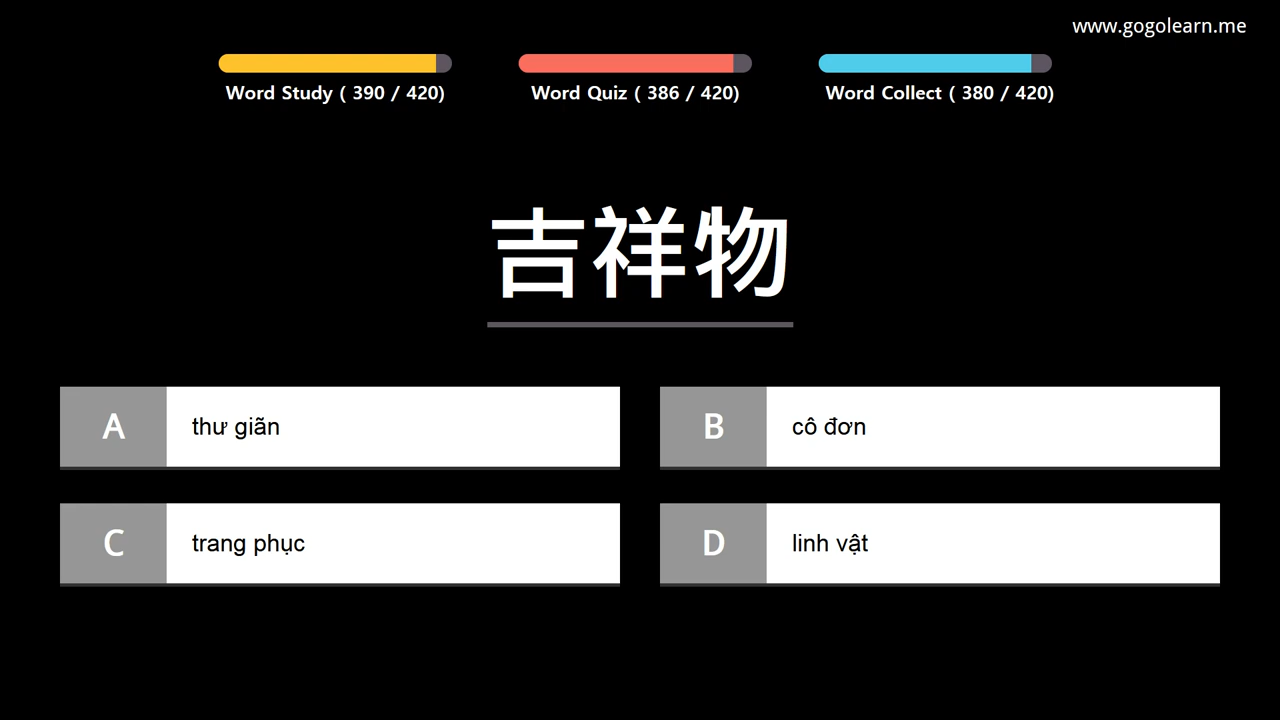 www.gogolearn.me
Word Study ( 390 / 420)
Word Quiz ( 386 / 420)
Word Collect ( 380 / 420)
吉祥物
A thư giãn
B cô đơn
C trang phục
D linh vật